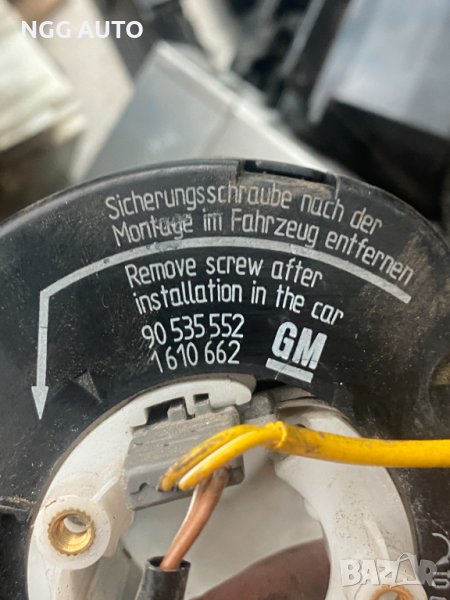 NGG AUTO
Sicherungsschraube nach der
Montage im Fahrzeug entfernen
Remove screw after
installation in the car
90 535 552
1 610 662
GM
BAZAR